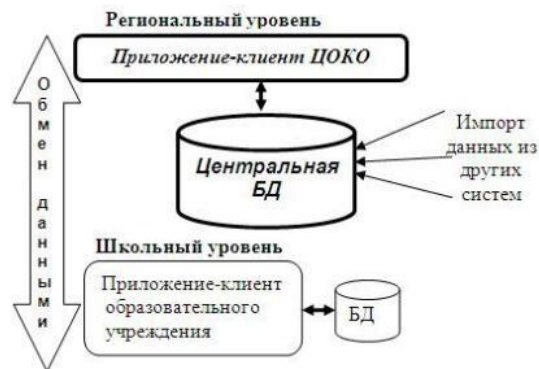 Региональный уровень
Приложение-клиент ЦОКО
Обмен данными
Центральная
БД
Импорт
данных из
других
систем
Школьный уровень
Приложение-клиент
образовательного
учреждения
БД